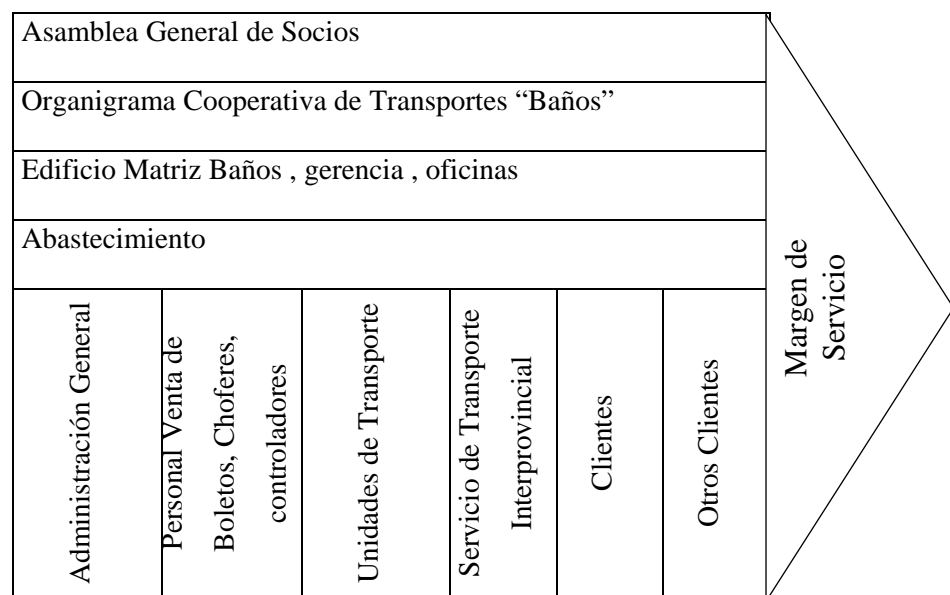 Asamblea General de Socios
Organigrama Cooperativa de Transportes “Baños”
Edificio Matriz Baños , gerencia , oficinas
Abastecimiento
Administración General
Personal Venta de
Boletos, Choferes,
controladores
Unidades de Transporte
Servicio de Transporte
Interprovincial
Clientes
Otros Clientes
Margen de
Servicio